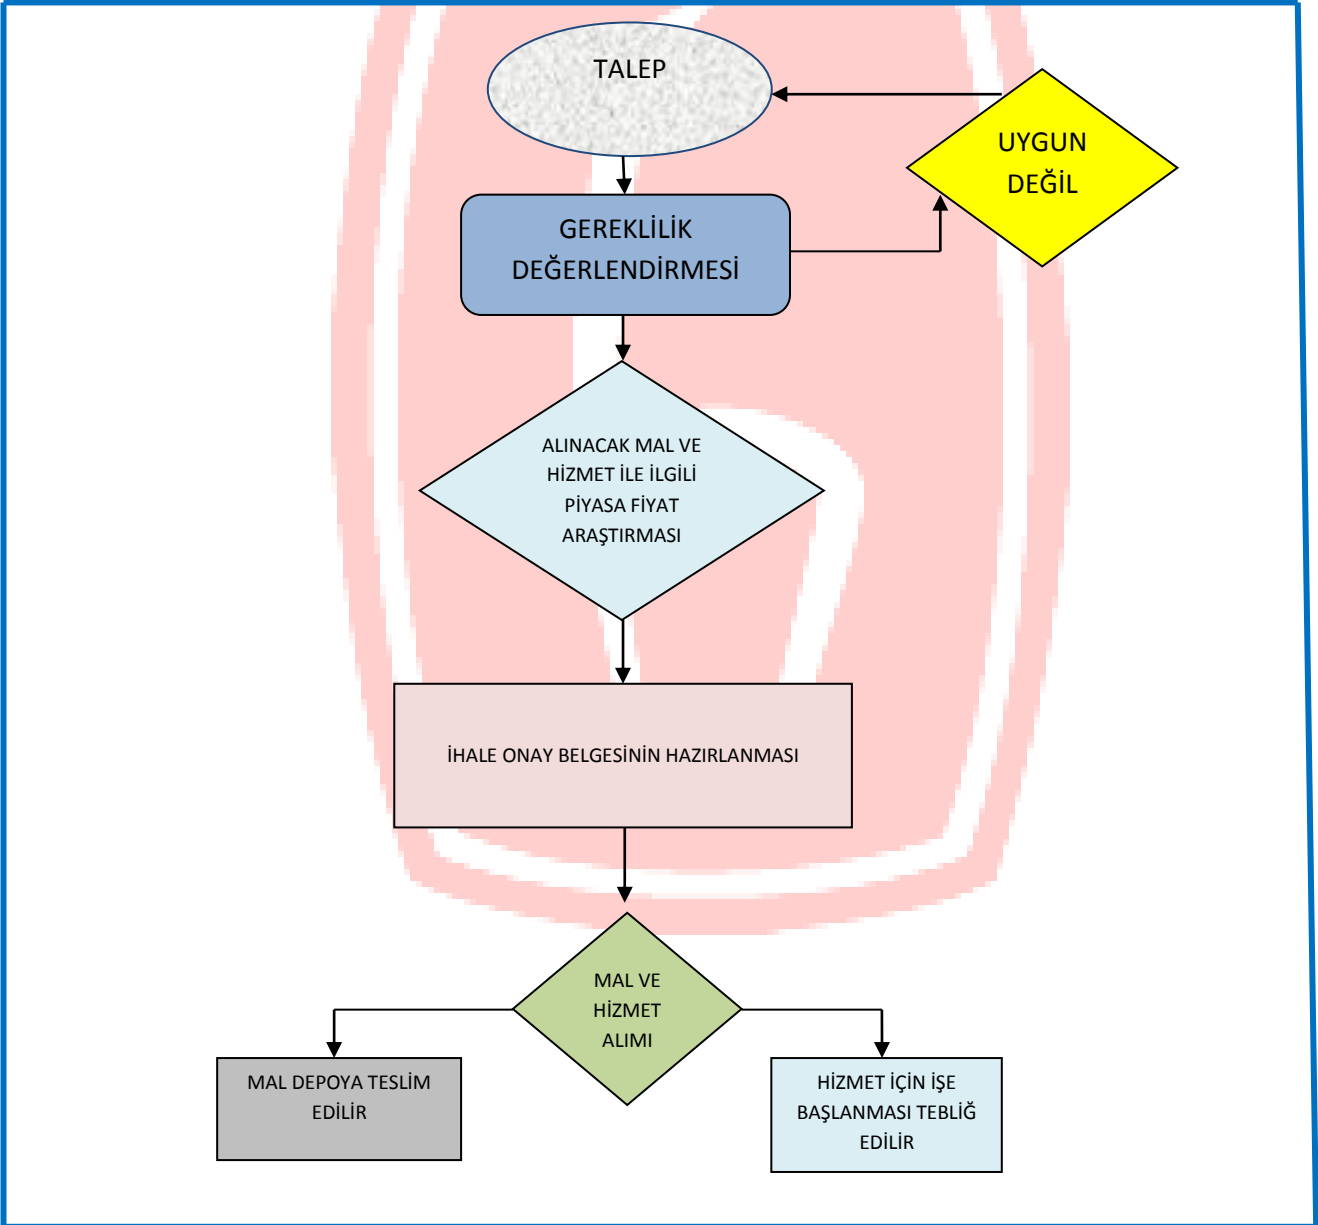 TALEP
UYGUN
DEĞİL
GEREKLİLİK
DEĞERLENDİRMESİ
ALINACAK MAL VE
HİZMET İLE İLGİLİ
PİYASA FİYAT
ARAŞTIRMASI
İHALE ONAY BELGESİNİN HAZIRLANMASI
MAL VE
HİZMET
ALIMI
MAL DEPOYA TESLİM
EDİLİR
HİZMET İÇİN İŞE
BAŞLANMASI TEBLİĞ
EDİLİR